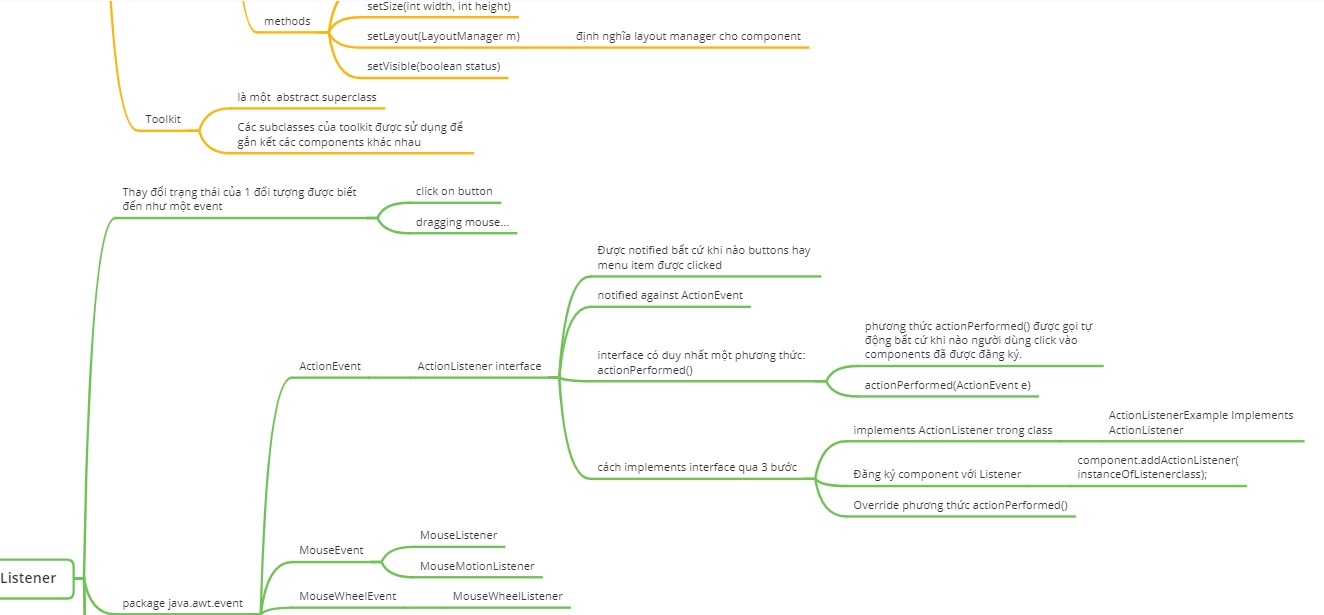 setSize(int width, int height)
methods
setLayout(LayoutManager m)
định nghĩa layout manager cho component
setVisible(boolean status)
là một abstract superclass
Toolkit
Các subclasses của toolkit được sử dụng để
gắn kết các components khác nhau
Thay đổi trạng thái của 1 đối tượng được biết
đến như một event
click on button
dragging mouse...
Được notified bất cứ khi nào buttons hay
menu item được clicked
notified against ActionEvent
phương thức actionPerformed() được gọi tự
động bất cứ khi nào người dùng click vào
components đã được đăng ký.
interface có duy nhất một phương thức:
actionPerformed()
ActionEvent
ActionListener interface
actionPerformed(ActionEvent e)
ActionListenerExample Implements
ActionListener
implements ActionListener trong class
cách implements interface qua 3 bước
component.addActionListener(
instanceOfListenerclass);
Đăng ký component với Listener
Override phương thức actionPerformed()
MouseListener
MouseEvent
MouseMotionListener
Listener
package java.awt.event
MouseWheelEvent
MouseWheelListener